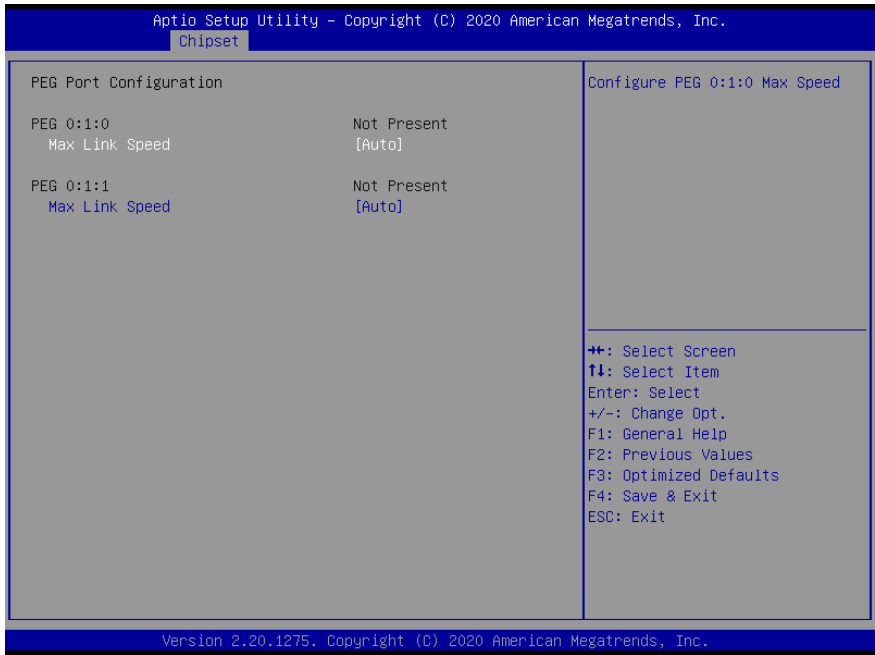 Aptio Setup Utility – Copyright (C) 2020 American Megatrends, Inc.
Chipset
PEG Port Configuration
PEG 0:1:0 Not Present
Max Link Speed [Auto]
PEG 0:1:1 Not Present
Max Link Speed [Auto]
Configure PEG 0:1:0 Max Speed
→←: Select Screen
↑↓: Select Item
Enter: Select
+/-: Change Opt.
F1: General Help
F2: Previous Values
F3: Optimized Defaults
F4: Save & Exit
ESC: Exit
Version 2.20.1275. Copyright (C) 2020 American Megatrends, Inc.